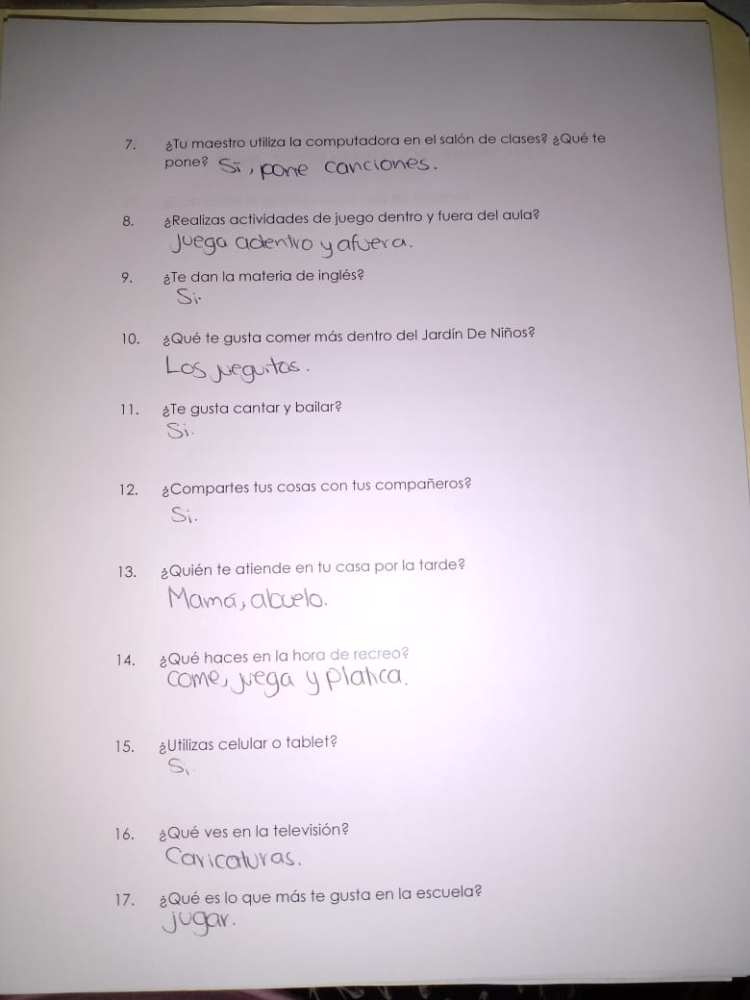 7. ¿Tu maestro utiliza la computadora en el salón de clases? ¿Qué te
pone? Si, pone canciones.
8. ¿Realizas actividades de juego dentro y fuera del aula?
Juega adentro y afuera.
9. ¿Te dan la materia de inglés?
Si.
10. ¿Qué te gusta comer más dentro del Jardín De Niños?
Los jueguitos.
11. ¿Te gusta cantar y bailar?
Si.
12. ¿Compartes tus cosas con tus compañeros?
Si.
13. ¿Quién te atiende en tu casa por la tarde?
Mamá, abuelo.
14. ¿Qué haces en la hora de recreo?
Come, juega y platica.
15. ¿Utilizas celular o tablet?
Si
16. ¿Qué ves en la televisión?
Caricaturas.
17. ¿Qué es lo que más te gusta en la escuela?
jugar.